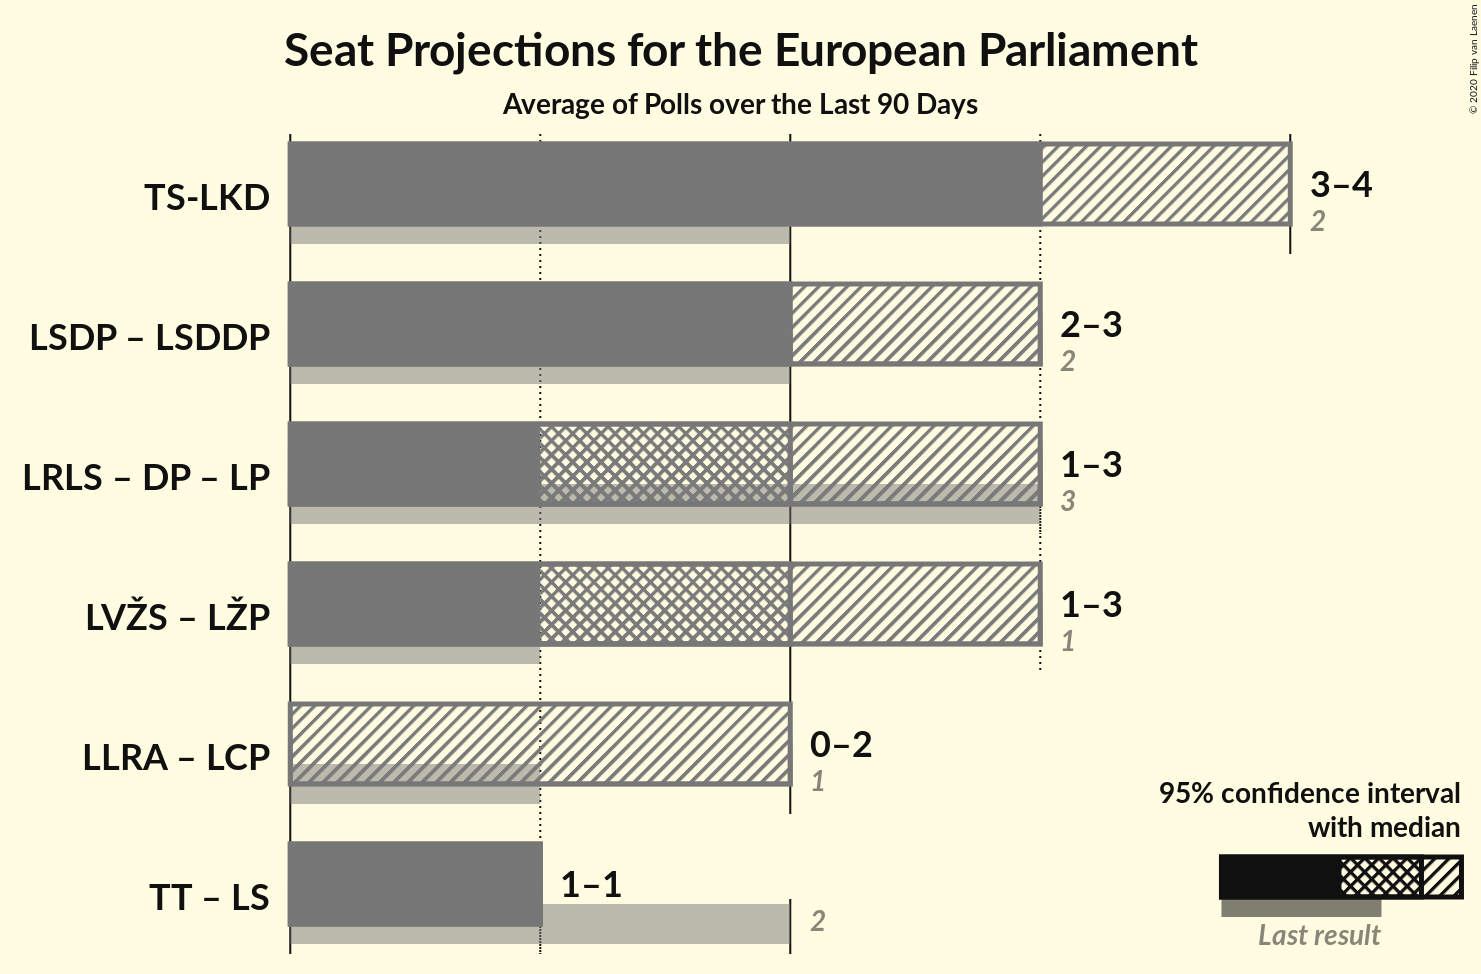 Seat Projections for the European Parliament
Average of Polls over the Last 90 Days
© 2020 Filip van Laenen
TS-LKD
3–4
2
LSDP – LSDDP
2–3
2
LRLS – DP – LP
1–3
3
LVŽS – LŽP
1–3
1
LLRA – LCP
0–2
1
TT – LS
1–1
2
95% confidence interval
with median
Last result